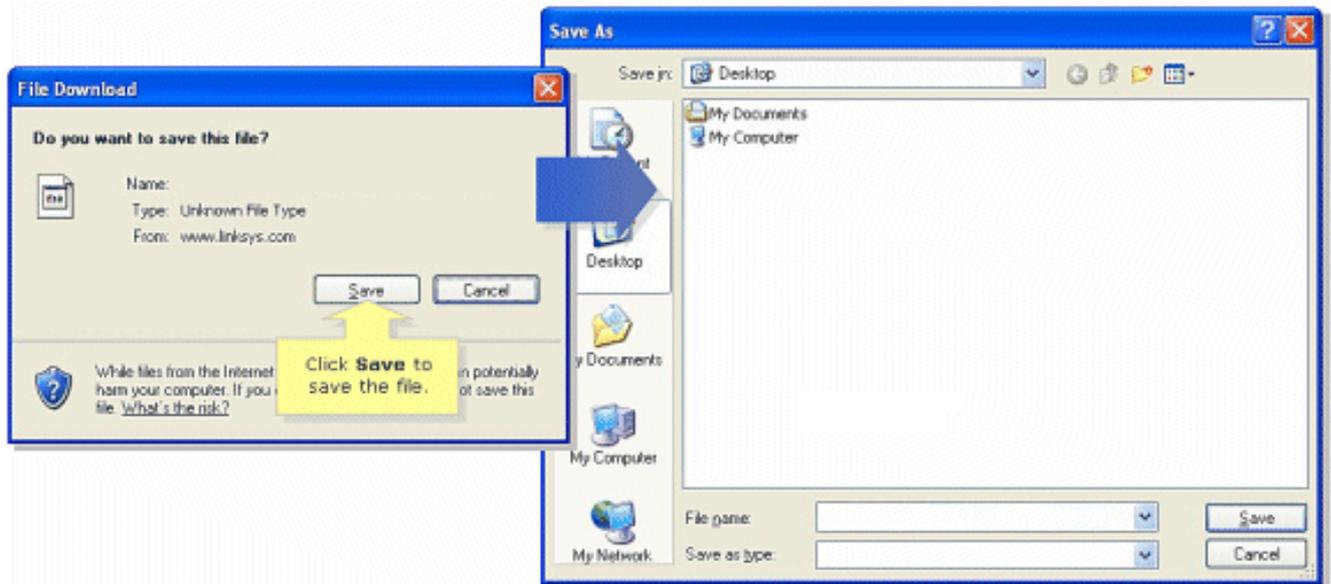 File Download
Do you want to save this file?
Name:
Type: Unknown File Type
From: www.linksys.com
Save
Cancel
Click Save to
save the file.
While files from the Internet
n potentially
harm your computer. If you
ot save this
file. What's the risk?
Save As
Save in:
Desktop
My Documents
My Computer
nt
Desktop
y Documents
My Computer
My Network
File name:
Save
Save as type:
Cancel